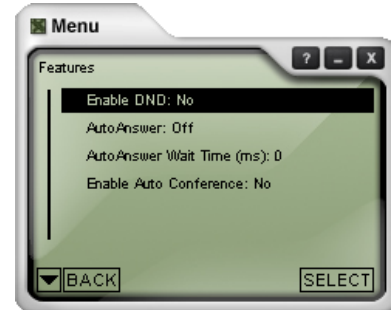 Menu
? – X
Features
Enable DND: No
AutoAnswer: Off
AutoAnswer Wait Time (ms): 0
Enable Auto Conference: No
BACK SELECT